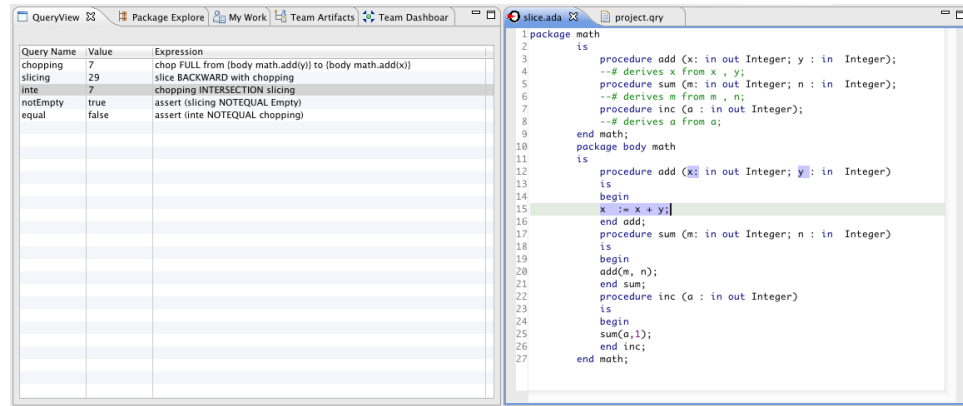 QueryView Package Explore My Work Team Artifacts Team Dashboar
Query Name Value Expression
chopping 7 chop FULL from {body math.add(y)} to {body math.add(x)}
slicing 29 slice BACKWARD with chopping
inte 7 chopping INTERSECTION slicing
notEmpty true assert (slicing NOTEQUAL Empty)
equal false assert (inte NOTEQUAL chopping)
slice.ada project.qry
1 package math
2 is
3 procedure add (x: in out Integer; y : in Integer);
4 --# derives x from x , y;
5 procedure sum (m: in out Integer; n : in Integer);
6 --# derives m from m , n;
7 procedure inc (a : in out Integer);
8 --# derives a from a;
9 end math;
10 package body math
11 is
12 procedure add (x: in out Integer; y : in Integer)
13 is
14 begin
15 x := x + y;
16 end add;
17 procedure sum (m: in out Integer; n : in Integer)
18 is
19 begin
20 add(m, n);
21 end sum;
22 procedure inc (a : in out Integer)
23 is
24 begin
25 sum(a,1);
26 end inc;
27 end math;